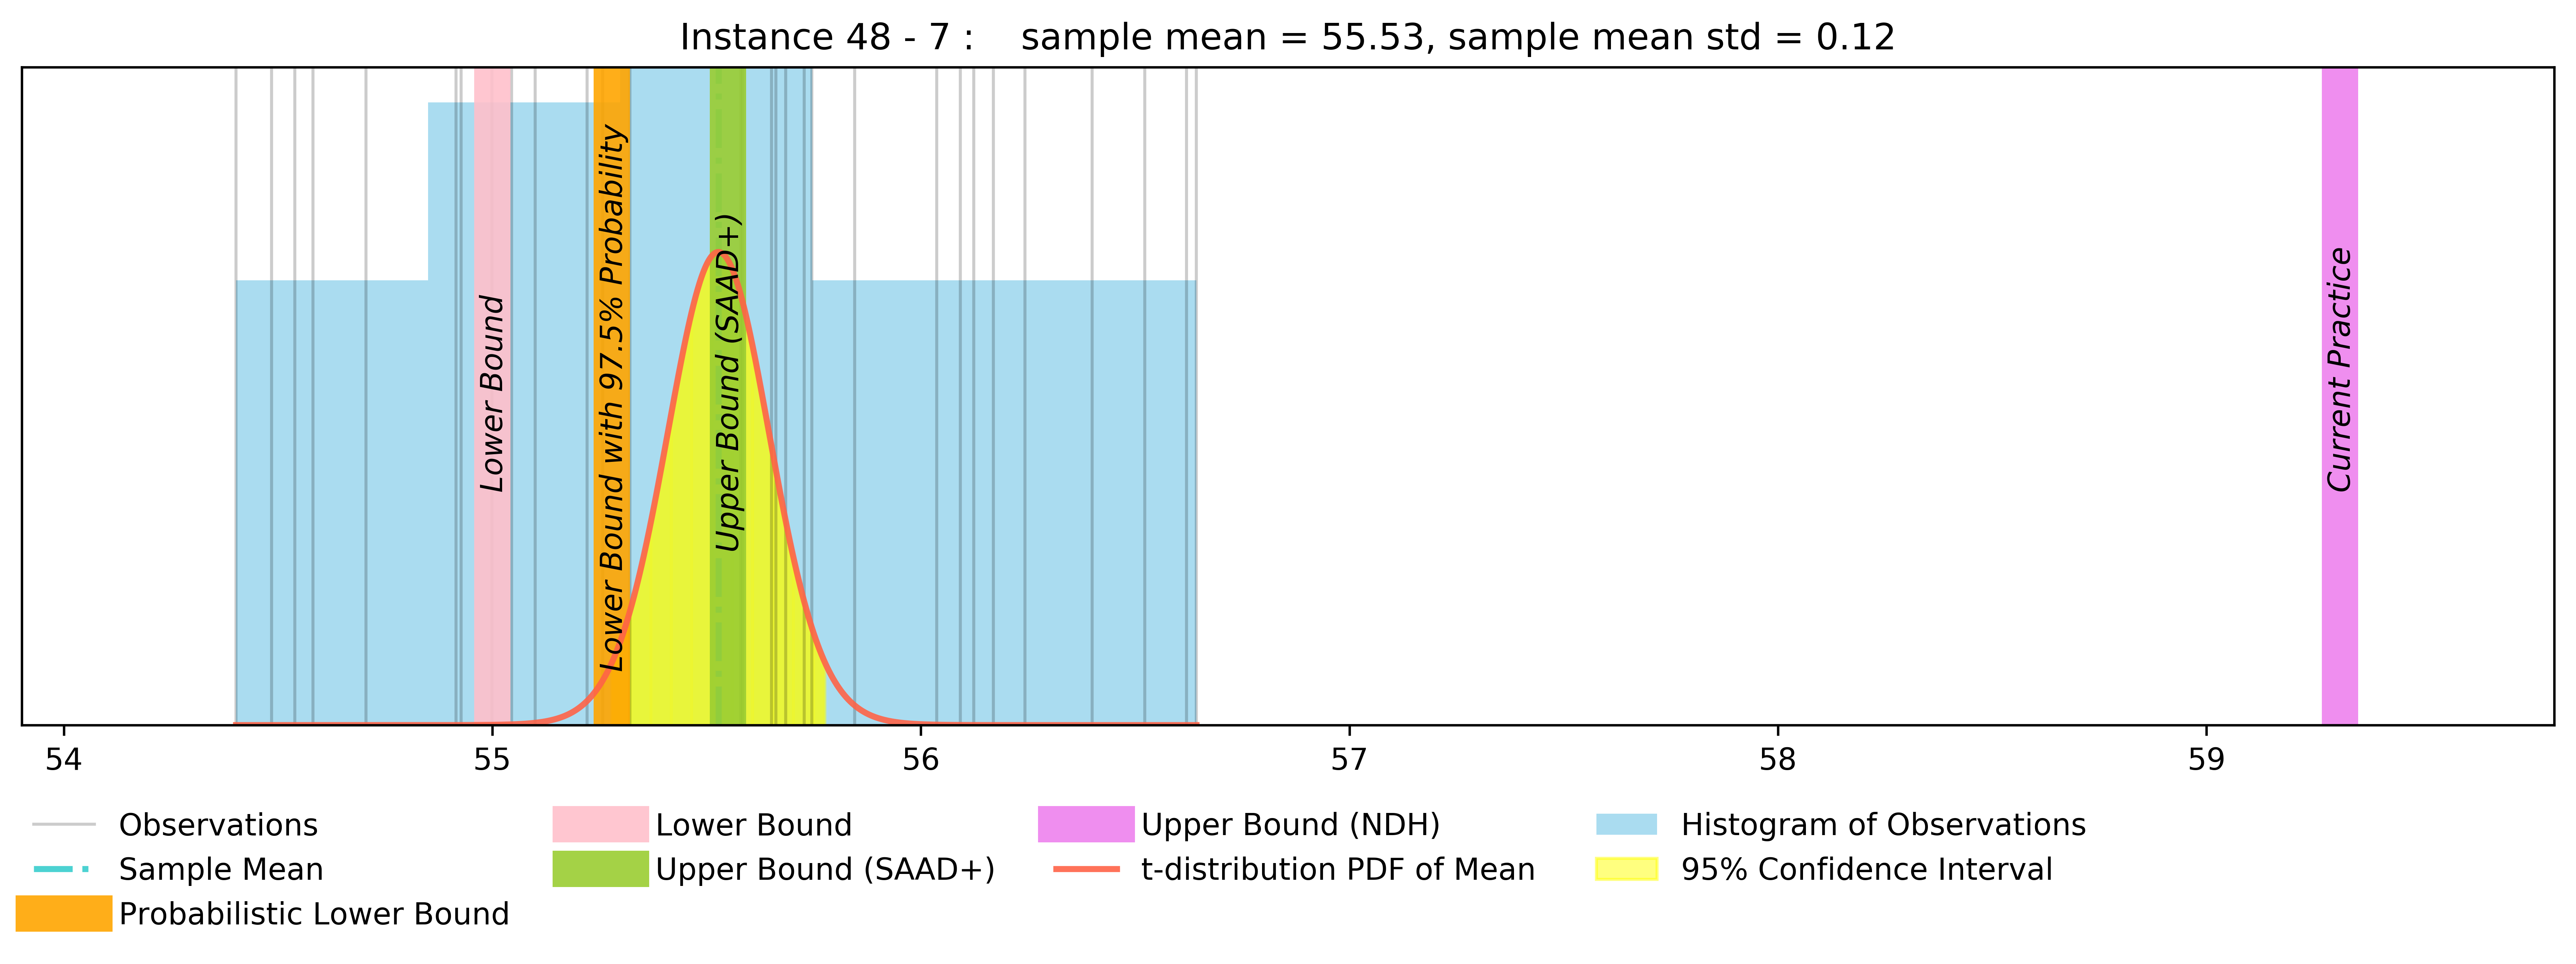 Instance 48 - 7 :    sample mean = 55.53, sample mean std = 0.12
Lower Bound
Lower Bound with 97.5% Probability
Upper Bound (SAAD+)
Current Practice
54 55 56 57 58 59
Observations
Sample Mean
Probabilistic Lower Bound
Lower Bound
Upper Bound (SAAD+)
Upper Bound (NDH)
t-distribution PDF of Mean
Histogram of Observations
95% Confidence Interval